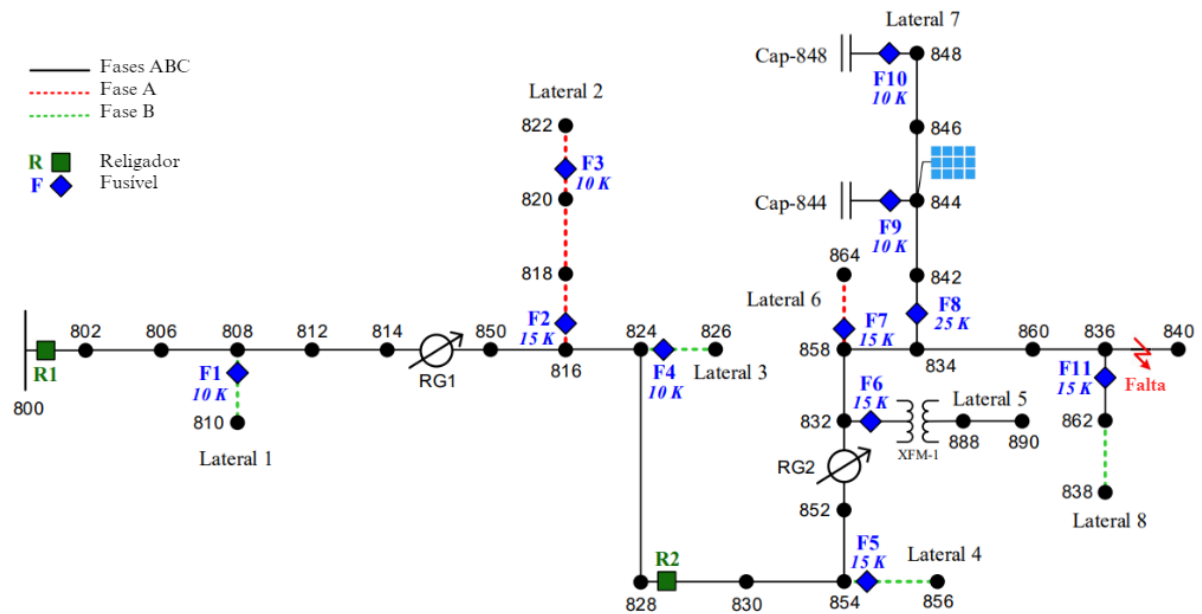 Lateral 7
Fases ABC
Fase A
Fase B
R Religador
F Fusível
Lateral 2
822
F3
10 K
820
818
F2
15 K
Cap-848
848
F10
10 K
846
Cap-844
844
F9
10 K
864
842
Lateral 6
F7
15 K
F8
25 K
802
806
808
812
814
850
824
826
R1
F1
10 K
RG1
816
F4
10 K
Lateral 3
858
834
860
836
840
F11
15 K
Falta
800
810
Lateral 1
F6
15 K
Lateral 5
832
XFM-1
888
890
862
RG2
838
Lateral 8
852
R2
F5
15 K
Lateral 4
828
830
854
856